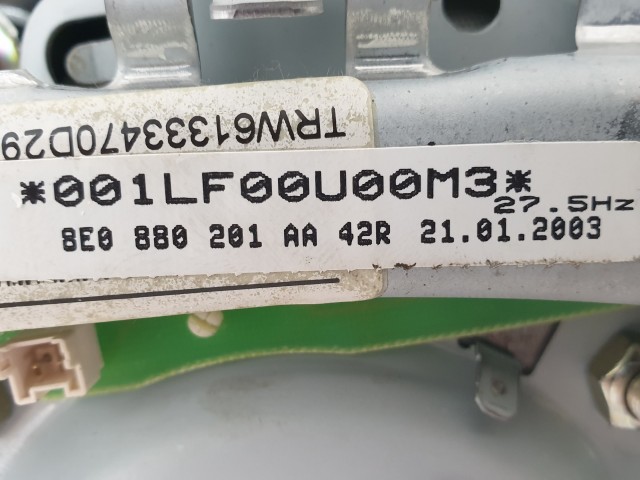 TRW61333470D29
*001LF00U00M3*
27.5Hz
8E0 880 201 AA 42R 21.01.2003